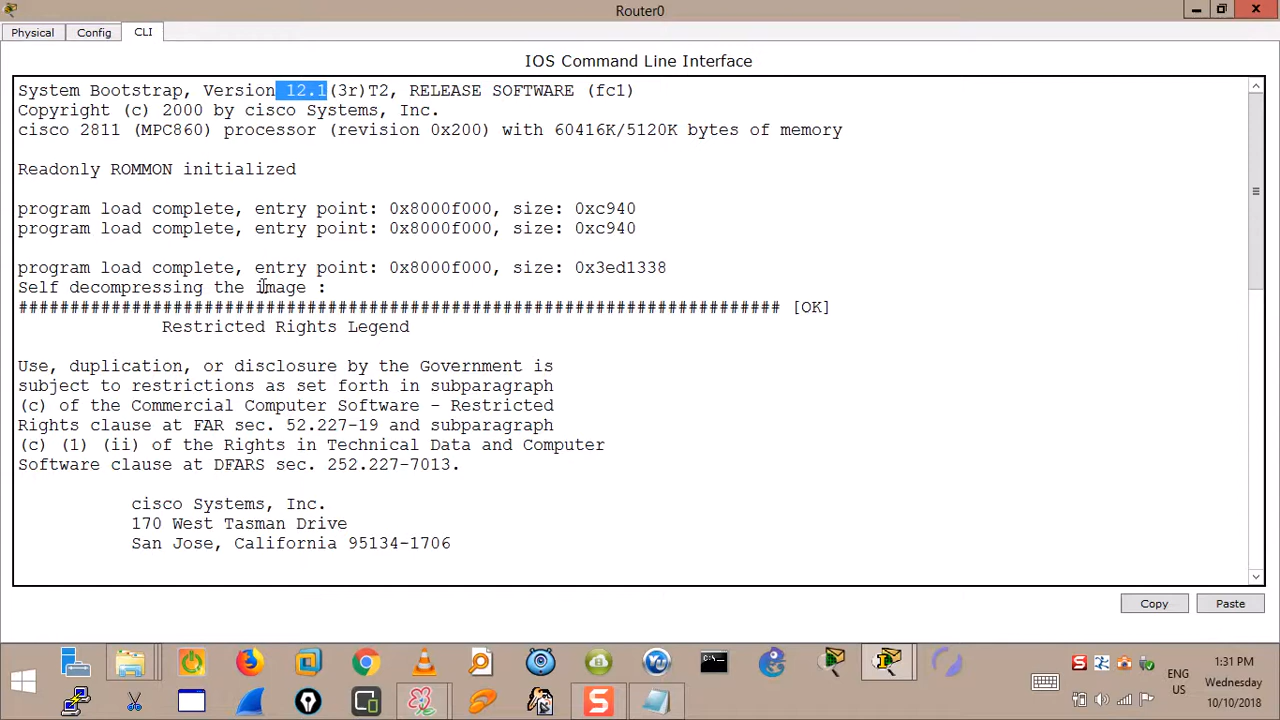 Router0
Physical Config CLI
IOS Command Line Interface
System Bootstrap, Version 12.1(3r)T2, RELEASE SOFTWARE (fc1)
Copyright (c) 2000 by cisco Systems, Inc.
cisco 2811 (MPC860) processor (revision 0x200) with 60416K/5120K bytes of memory
Readonly ROMMON initialized
program load complete, entry point: 0x8000f000, size: 0xc940
program load complete, entry point: 0x8000f000, size: 0xc940
program load complete, entry point: 0x8000f000, size: 0x3ed1338
Self decompressing the image :
########################################################################## [OK]
Restricted Rights Legend
Use, duplication, or disclosure by the Government is
subject to restrictions as set forth in subparagraph
(c) of the Commercial Computer Software - Restricted
Rights clause at FAR sec. 52.227-19 and subparagraph
(c) (1) (ii) of the Rights in Technical Data and Computer
Software clause at DFARS sec. 252.227-7013.
cisco Systems, Inc.
170 West Tasman Drive
San Jose, California 95134-1706
Copy Paste
ENG 1:31 PM
US Wednesday
10/10/2018